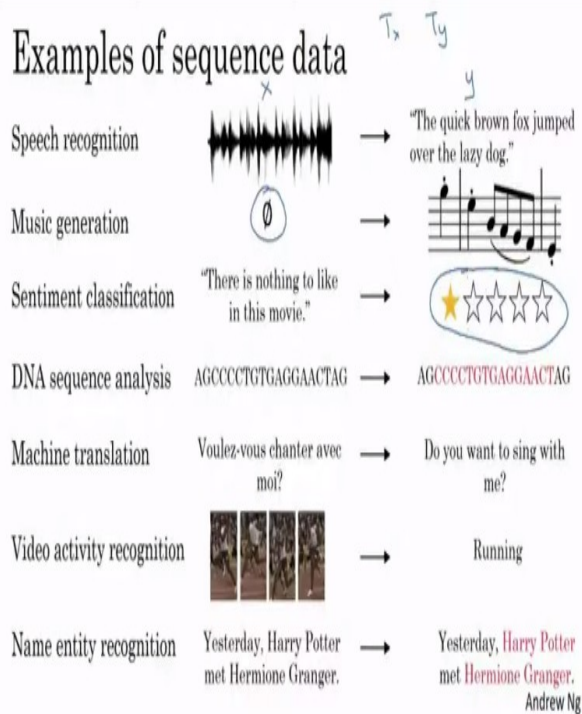 Examples of sequence data
Tx Ty
x
y
Speech recognition
"The quick brown fox jumped
over the lazy dog."
Music generation
∅
Sentiment classification
"There is nothing to like
in this movie."
DNA sequence analysis
AGCCCCTGTGAGGAACTAG
AGCCCCTGTGAGGAACTAG
Machine translation
Voulez-vous chanter avec
moi?
Do you want to sing with
me?
Video activity recognition
Running
Name entity recognition
Yesterday, Harry Potter
met Hermione Granger.
Yesterday, Harry Potter
met Hermione Granger.
Andrew Ng